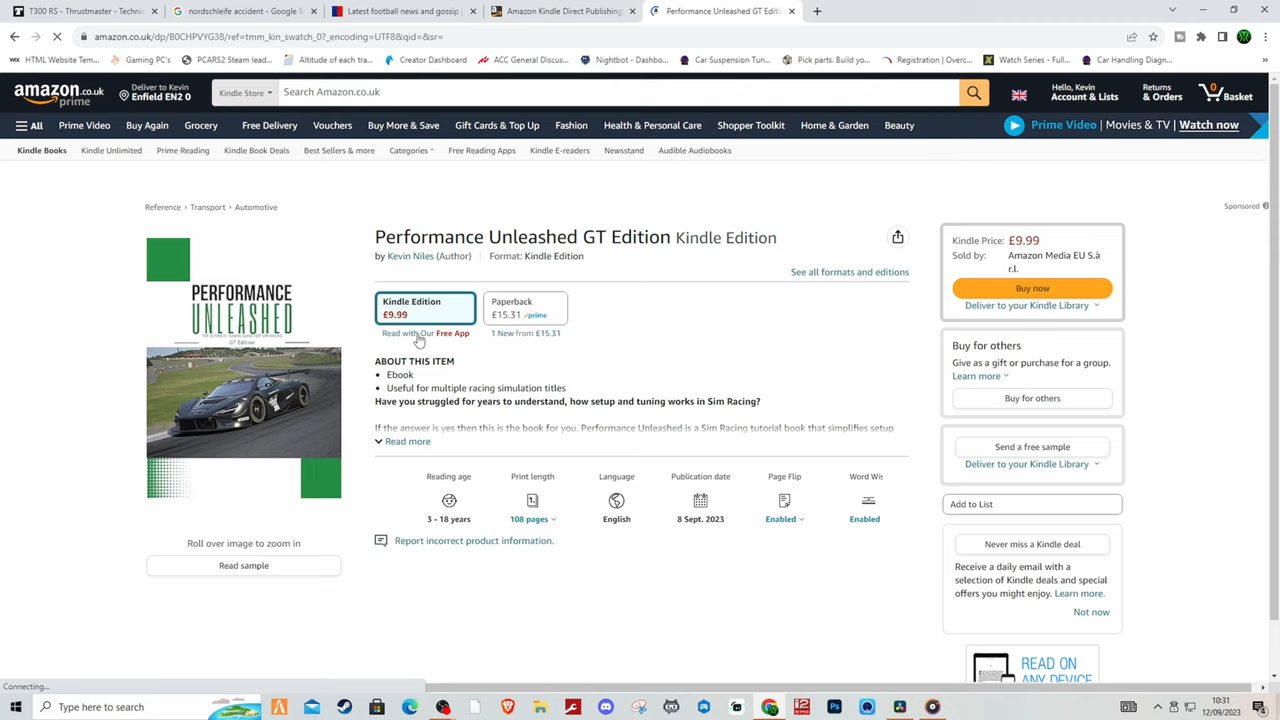 T300 RS - Thrustmaster - Technic
nordschleife accident - Google S
Latest football news and gossip |
Amazon Kindle Direct Publishing
Performance Unleashed GT Editio
amazon.co.uk/dp/B0CHPVYG38/ref=tmm_kin_swatch_0?_encoding=UTF8&qid=&sr=
HTML Website Tem...
Gaming PC's
PCARS2 Steam lead...
Altitude of each tra...
Creator Dashboard
ACC General Discus...
Nightbot - Dashbo...
Car Suspension Tun...
Pick parts. Build yo...
Registration | Overc...
Watch Series - Full...
Car Handling Diagn...
amazon.co.uk
prime
Deliver to Kevin
Enfield EN2 0
Kindle Store
Search Amazon.co.uk
Hello, Kevin
Account & Lists
Returns
& Orders
0
Basket
All
Prime Video
Buy Again
Grocery
Free Delivery
Vouchers
Buy More & Save
Gift Cards & Top Up
Fashion
Health & Personal Care
Shopper Toolkit
Home & Garden
Beauty
Prime Video | Movies & TV | Watch now
Kindle Books
Kindle Unlimited
Prime Reading
Kindle Book Deals
Best Sellers & more
Categories
Free Reading Apps
Kindle E-readers
Newsstand
Audible Audiobooks
Reference › Transport › Automotive
Sponsored
PERFORMANCE
UNLEASHED
GT Edition
Roll over image to zoom in
Read sample
Performance Unleashed GT Edition Kindle Edition
by Kevin Niles (Author) | Format: Kindle Edition
See all formats and editions
Kindle Edition
£9.99
Read with Our Free App
Paperback
£15.31 prime
1 New from £15.31
ABOUT THIS ITEM
• Ebook
• Useful for multiple racing simulation titles
Have you struggled for years to understand, how setup and tuning works in Sim Racing?
If the answer is yes then this is the book for you. Performance Unleashed is a Sim Racing tutorial book that simplifies setup
Read more
Reading age
3 - 18 years
Print length
108 pages
Language
English
Publication date
8 Sept. 2023
Page Flip
Enabled
Word Wis
Enabled
Report incorrect product information.
Kindle Price: £9.99
Sold by: Amazon Media EU S.à
r.l.
Buy now
Deliver to your Kindle Library
Buy for others
Give as a gift or purchase for a group.
Learn more
Buy for others
Send a free sample
Deliver to your Kindle Library
Add to List
Never miss a Kindle deal
Receive a daily email with a
selection of Kindle deals and special
offers you might enjoy. Learn more.
Not now
READ ON
ANY DEVICE
Connecting...
Type here to search
10:31
12/09/2023